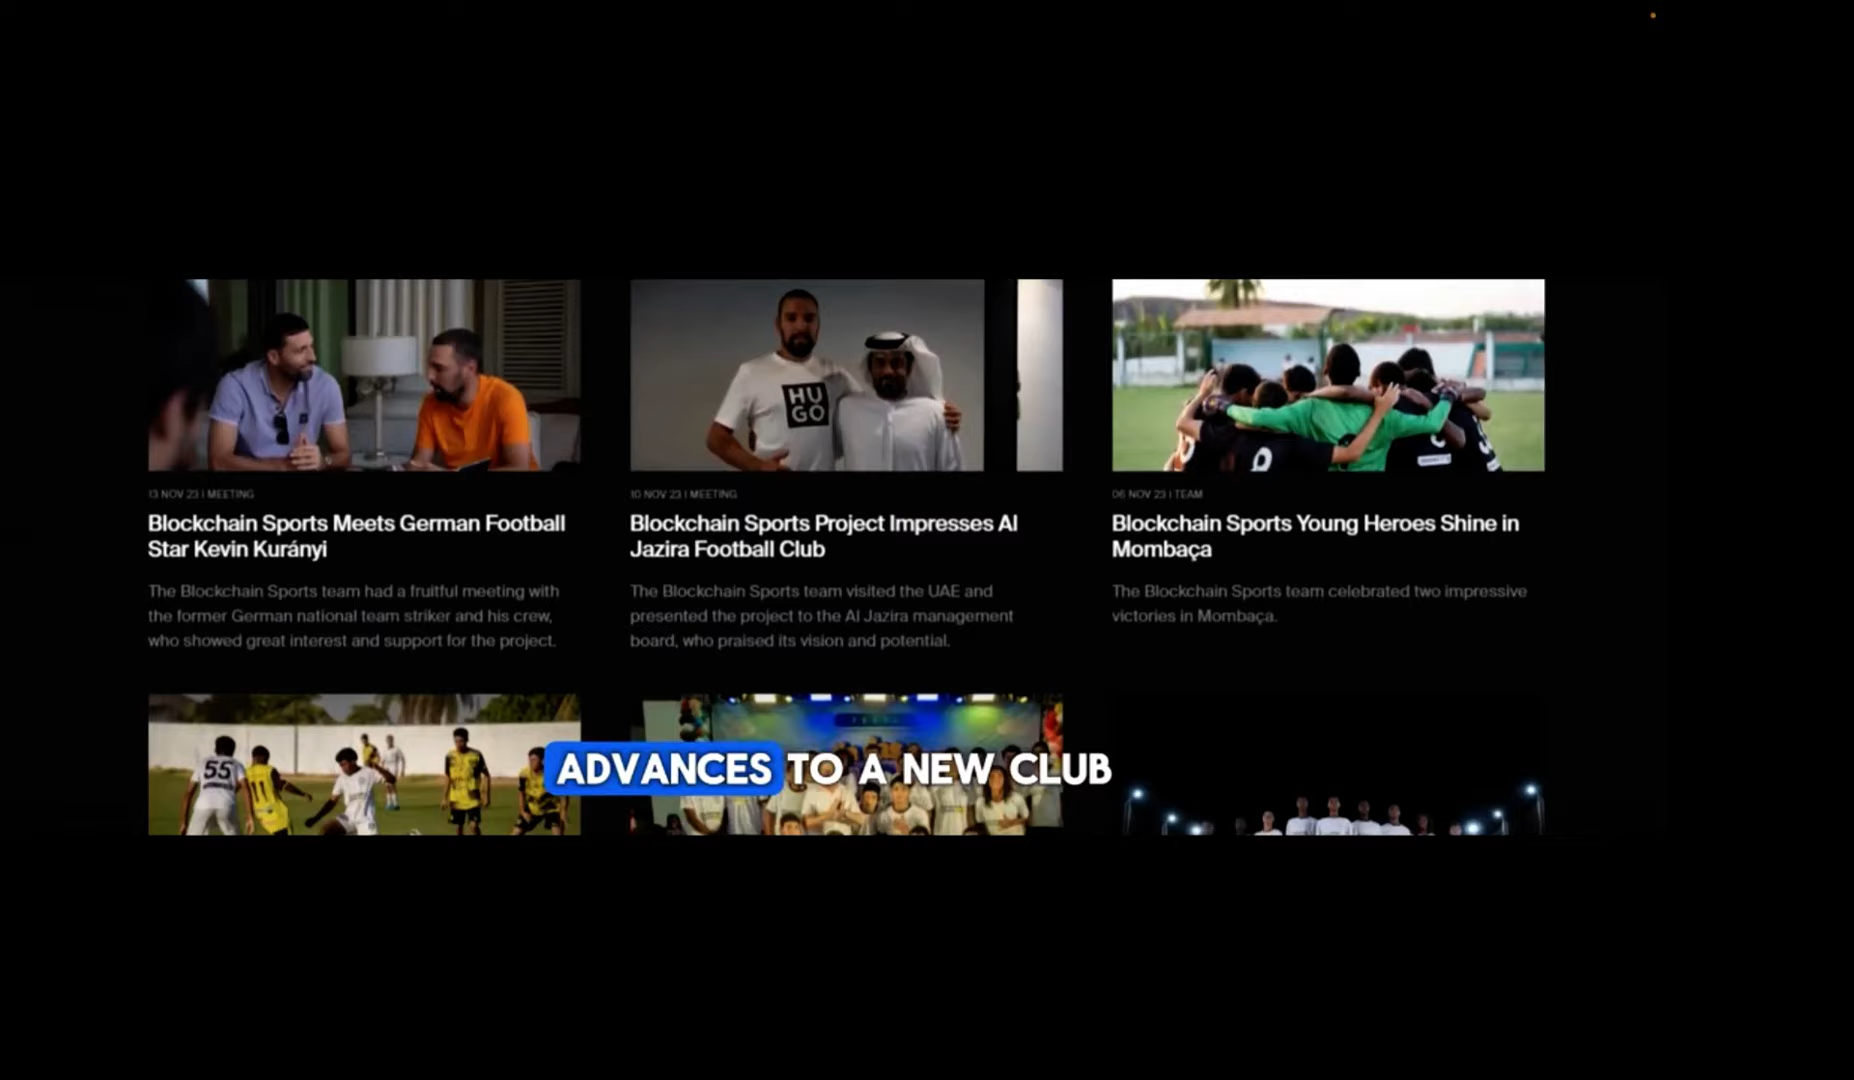 HU
GO
13 NOV 23 | MEETING
Blockchain Sports Meets German Football
Star Kevin Kurányi
The Blockchain Sports team had a fruitful meeting with
the former German national team striker and his crew,
who showed great interest and support for the project.
10 NOV 23 | MEETING
Blockchain Sports Project Impresses Al
Jazira Football Club
The Blockchain Sports team visited the UAE and
presented the project to the Al Jazira management
board, who praised its vision and potential.
06 NOV 23 | TEAM
Blockchain Sports Young Heroes Shine in
Mombaça
The Blockchain Sports team celebrated two impressive
victories in Mombaça.
55
11
ADVANCES TO A NEW CLUB